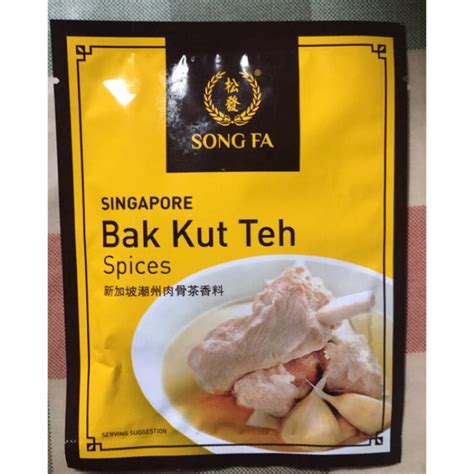 松
發
®
SONG FA
SINGAPORE
Bak Kut Teh
Spices
新加坡潮州肉骨茶香料
SERVING SUGGESTION